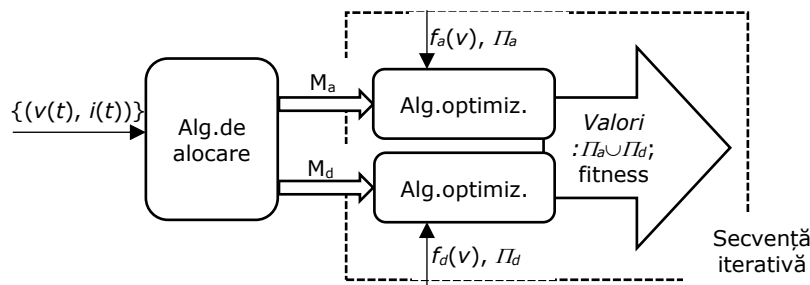 {(v(t), i(t))}
Alg.de
alocare
Ma
Md
fa(v), Πa
Alg.optimiz.
Alg.optimiz.
fd(v), Πd
Valori
:Πa∪Πd;
fitness
Secvență
iterativă